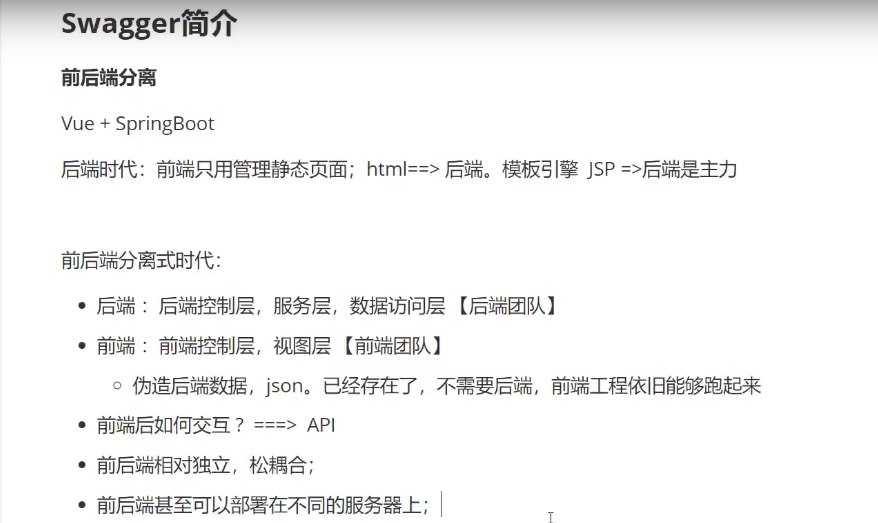 Swagger简介
前后端分离
Vue + SpringBoot
后端时代：前端只用管理静态页面；html==> 后端。模板引擎 JSP =>后端是主力
前后端分离式时代：
• 后端 ：后端控制层，服务层，数据访问层 【后端团队】
• 前端 ：前端控制层，视图层 【前端团队】
○ 伪造后端数据，json。已经存在了，不需要后端，前端工程依旧能够跑起来
• 前端后如何交互？===> API
• 前后端相对独立，松耦合；
• 前后端甚至可以部署在不同的服务器上；